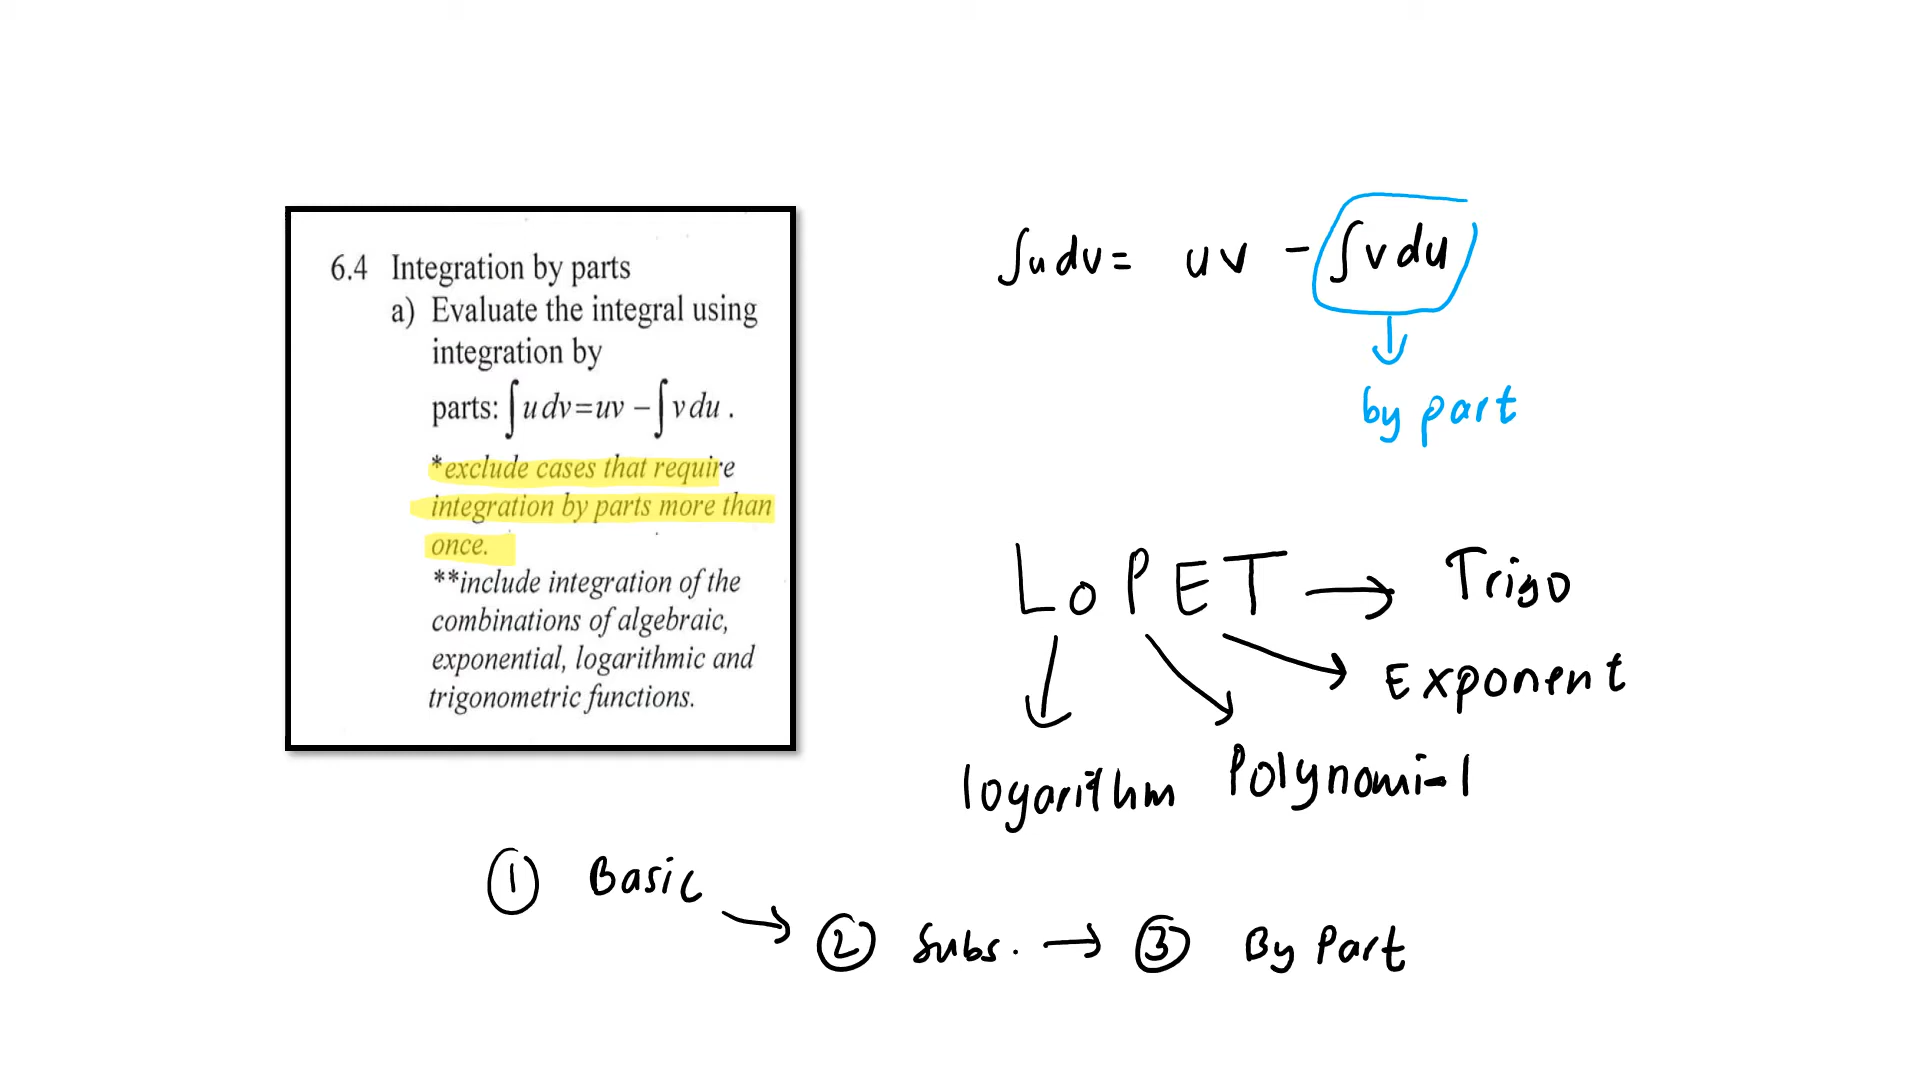 6.4 Integration by parts
a) Evaluate the integral using
integration by
parts: ∫u dv=uv − ∫v du .
*exclude cases that require
integration by parts more than
once.
**include integration of the
combinations of algebraic,
exponential, logarithmic and
trigonometric functions.
∫u dv = uv − ∫v du
by part
LoPET → Trigo
Exponent
logarithm Polynomial
① Basic
→ ② Subs. → ③ By Part